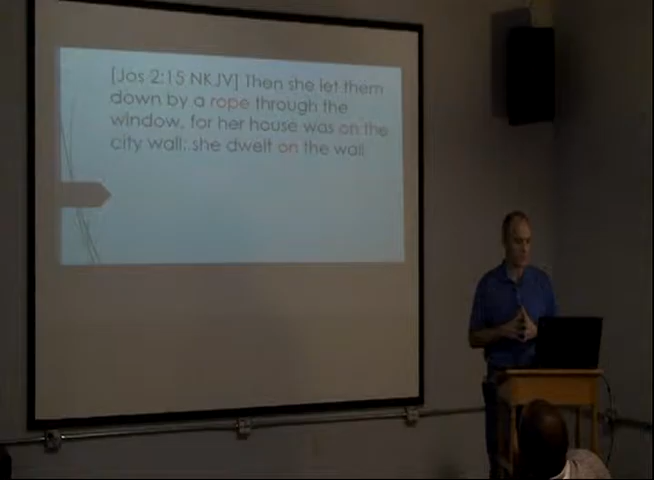 [Jos 2:15 NKJV] Then she let them
down by a rope through the
window, for her house was on the
city wall; she dwelt on the wall